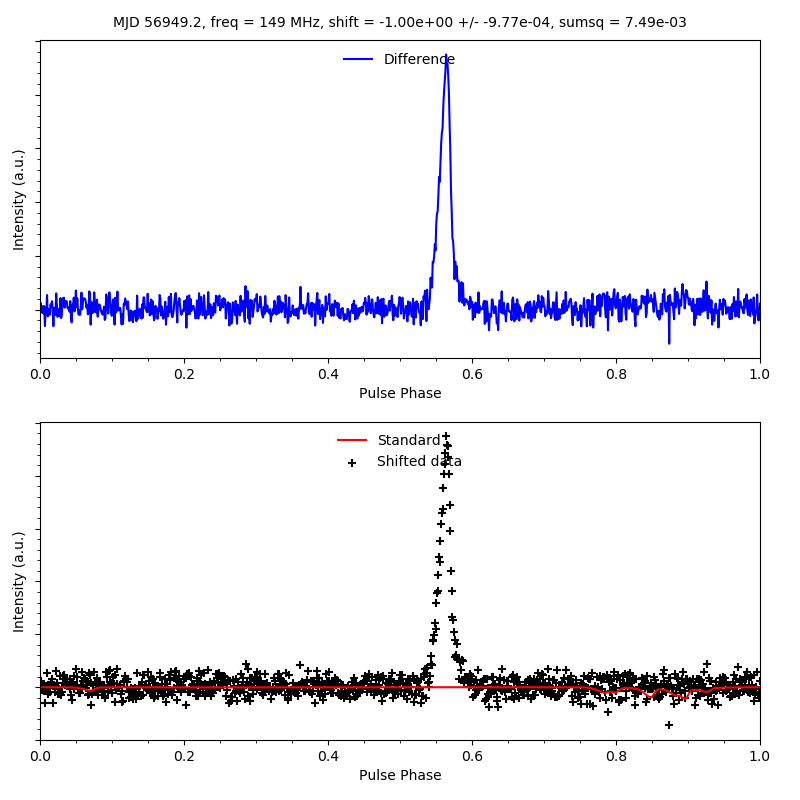 MJD 56949.2, freq = 149 MHz, shift = -1.00e+00 +/- -9.77e-04, sumsq = 7.49e-03
Difference
Intensity (a.u.)
0.0 0.2 0.4 0.6 0.8 1.0
Pulse Phase
Standard
Shifted data
Intensity (a.u.)
0.0 0.2 0.4 0.6 0.8 1.0
Pulse Phase